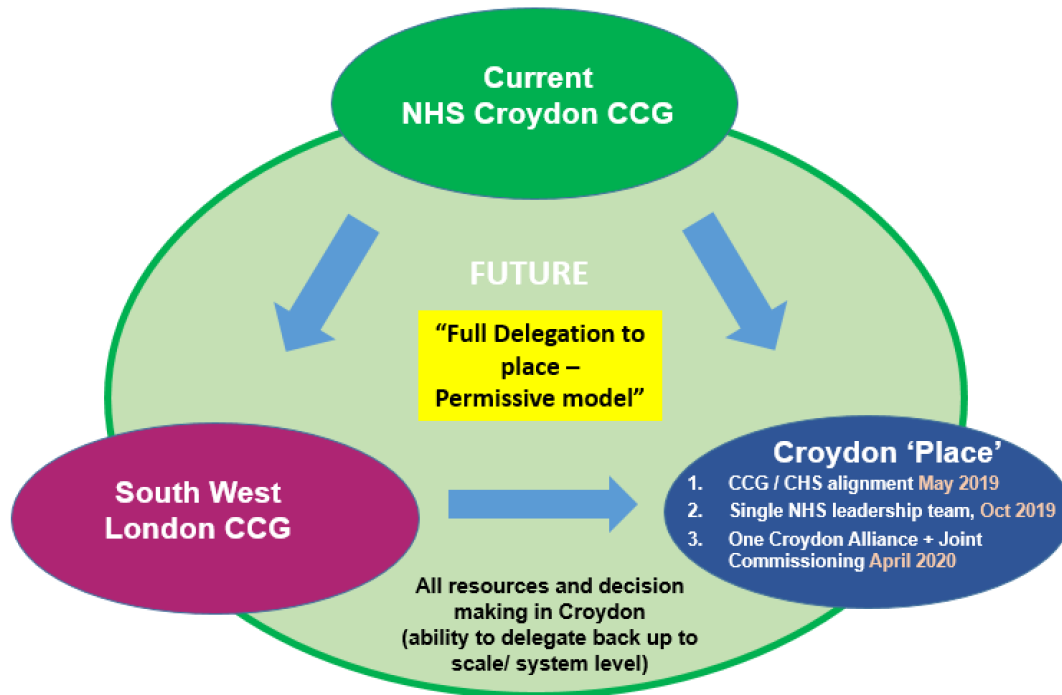 Current
NHS Croydon CCG
FUTURE
“Full Delegation to
place –
Permissive model”
South West
London CCG
Croydon ‘Place’
1. CCG / CHS alignment May 2019
2. Single NHS leadership team, Oct 2019
3. One Croydon Alliance + Joint
Commissioning April 2020
All resources and decision
making in Croydon
(ability to delegate back up to
scale/ system level)